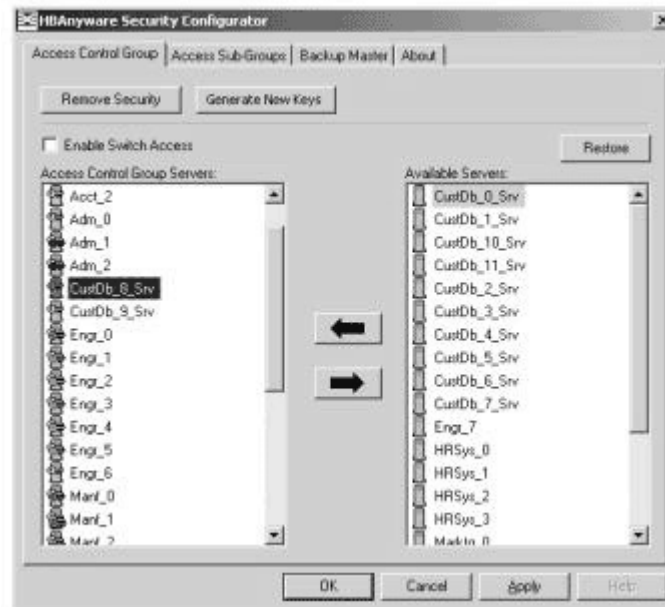 HBAnyware Security Configurator
Access Control Group Access Sub-Groups Backup Master About
Remove Security Generate New Keys
Enable Switch Access
Restore
Access Control Group Servers:
Acct_2
Adm_0
Adm_1
Adm_2
CustDb_8_Srv
CustDb_9_Srv
Engr_0
Engr_1
Engr_2
Engr_3
Engr_4
Engr_5
Engr_6
Manf_0
Manf_1
Manf_2
Available Servers:
CustDb_0_Srv
CustDb_1_Srv
CustDb_10_Srv
CustDb_11_Srv
CustDb_2_Srv
CustDb_3_Srv
CustDb_4_Srv
CustDb_5_Srv
CustDb_6_Srv
CustDb_7_Srv
Engr_7
HRSys_0
HRSys_1
HRSys_2
HRSys_3
Marktn_0
OK Cancel Apply Help